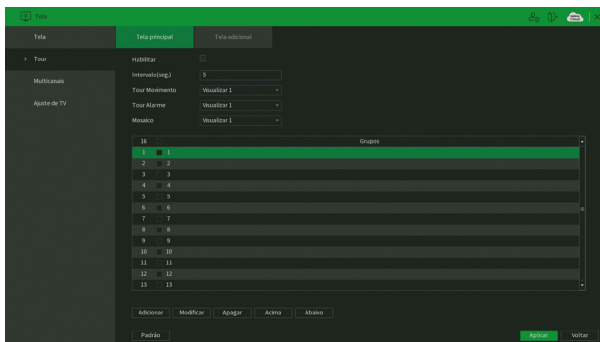 Tela
Tela
Tour
Multicanais
Ajuste de TV
Tela principal
Tela adicional
Habilitar
Intervalo(seg.) 5
Tour Movimento Visualizar 1
Tour Alarme Visualizar 1
Mosaico Visualizar 1
16 Grupos
1 1
2 2
3 3
4 4
5 5
6 6
7 7
8 8
9 9
10 10
11 11
12 12
13 13
Adicionar Modificar Apagar Acima Abaixo
Padrão Aplicar Voltar